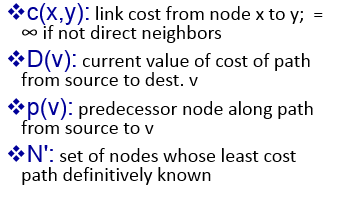 ❖c(x,y): link cost from node x to y; =
∞ if not direct neighbors
❖D(v): current value of cost of path
from source to dest. v
❖p(v): predecessor node along path
from source to v
❖N': set of nodes whose least cost
path definitively known